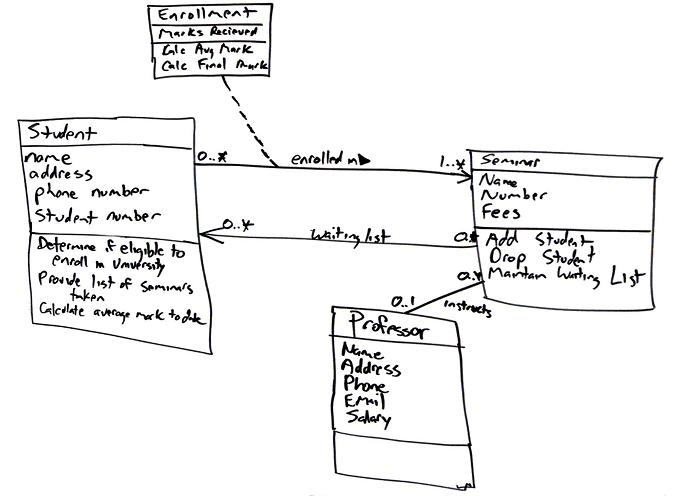 Enrollment
Marks Recieved
Calc Avg Mark
Calc Final Mark
Student
name
address
phone number
Student number
Determine if eligible to
enroll in University
Provide list of Seminars
taken
Calculate average mark to date
0..*
enrolled in
1..*
0..*
Waiting list
0..*
Seminar
Name
Number
Fees
Add Student
Drop Student
Maintain Waiting List
0..*
0..1
instructs
Professor
Name
Address
Phone
Email
Salary